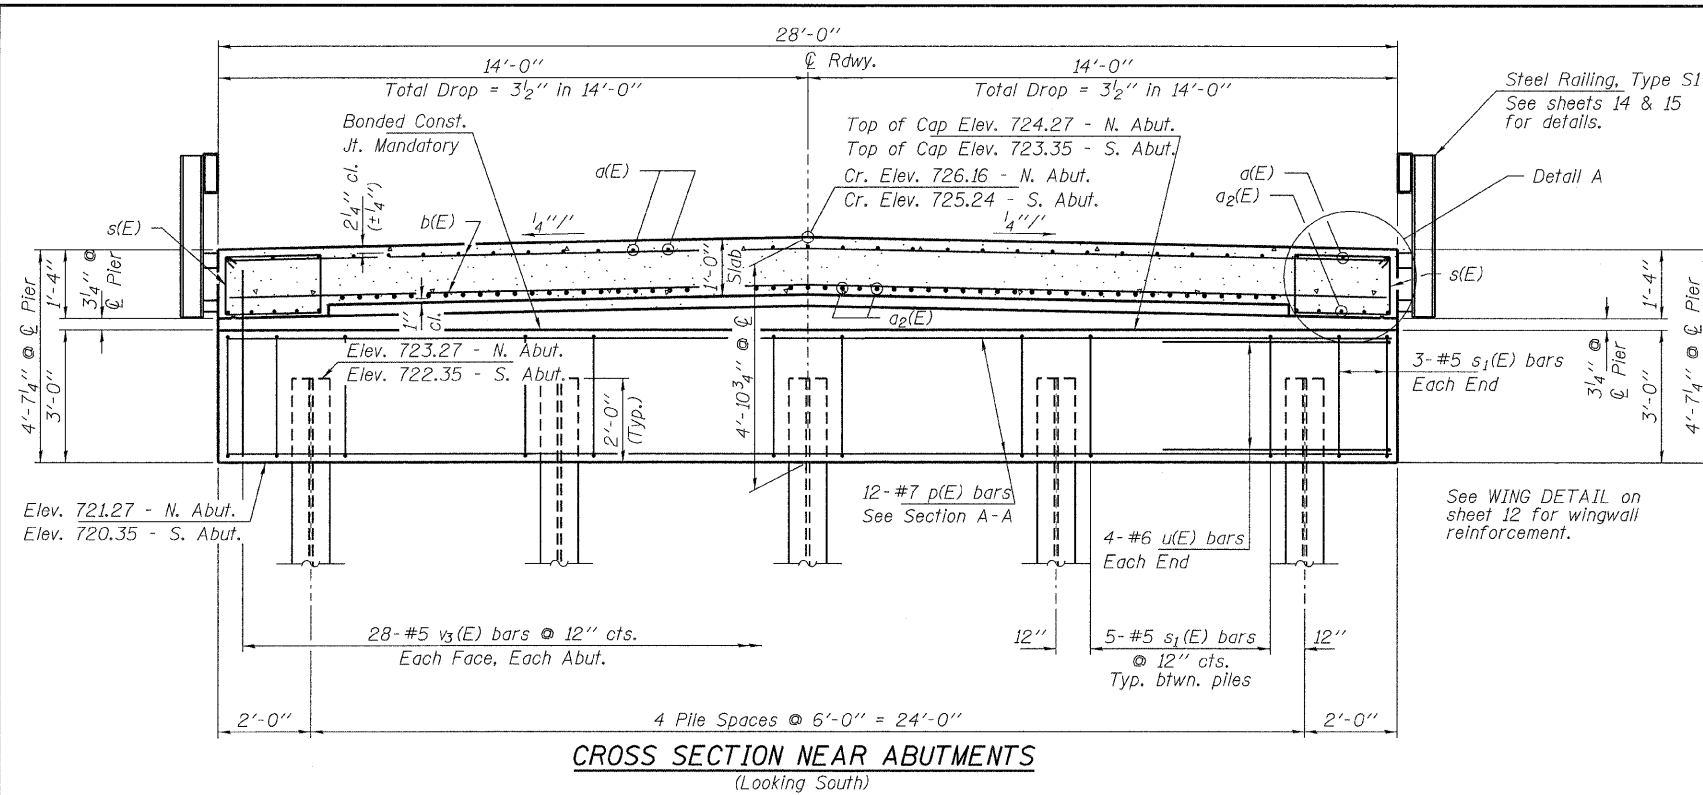 28'-0"
℄ Rdwy.
14'-0"
14'-0"
Total Drop = 3½" in 14'-0"
Total Drop = 3½" in 14'-0"
Steel Railing, Type S1
See sheets 14 & 15
for details.
Bonded Const.
Jt. Mandatory
Top of Cap Elev. 724.27 - N. Abut.
Top of Cap Elev. 723.35 - S. Abut.
Cr. Elev. 726.16 - N. Abut.
Cr. Elev. 725.24 - S. Abut.
a(E)
a(E)
a₂(E)
Detail A
2¼" cl.
(±¼")
b(E)
¼"/'
¼"/'
s(E)
s(E)
1'-0"
Slab
4'-7¼" @ ℄ Pier
1'-4"
3¼" @
℄ Pier
3'-0"
1"
cl.
a₂(E)
Elev. 723.27 - N. Abut.
Elev. 722.35 - S. Abut.
2'-0"
(Typ.)
4'-10¾" @ ℄
3-#5 s₁(E) bars
Each End
3¼" @
℄ Pier
1'-4"
3'-0"
4'-7¼" @ ℄ Pier
Elev. 721.27 - N. Abut.
Elev. 720.35 - S. Abut.
12-#7 p(E) bars
See Section A-A
4-#6 u(E) bars
Each End
See WING DETAIL on
sheet 12 for wingwall
reinforcement.
28-#5 v₃(E) bars @ 12" cts.
Each Face, Each Abut.
12"
5-#5 s₁(E) bars
@ 12" cts.
Typ. btwn. piles
12"
2'-0"
4 Pile Spaces @ 6'-0" = 24'-0"
2'-0"
CROSS SECTION NEAR ABUTMENTS
(Looking South)